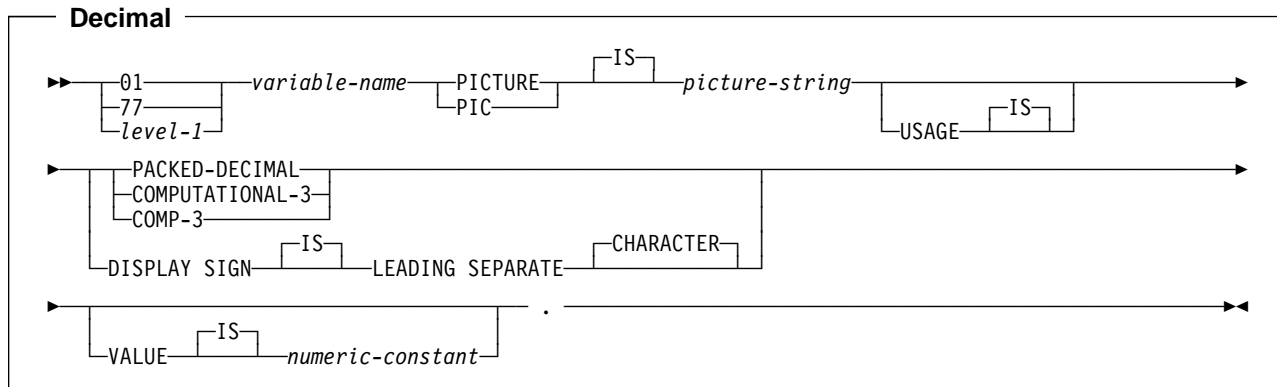 Decimal
IS
01 variable-name PICTURE picture-string
77 PIC IS
level-1 USAGE
PACKED-DECIMAL
COMPUTATIONAL-3
COMP-3 IS CHARACTER
DISPLAY SIGN LEADING SEPARATE
.
IS
VALUE numeric-constant